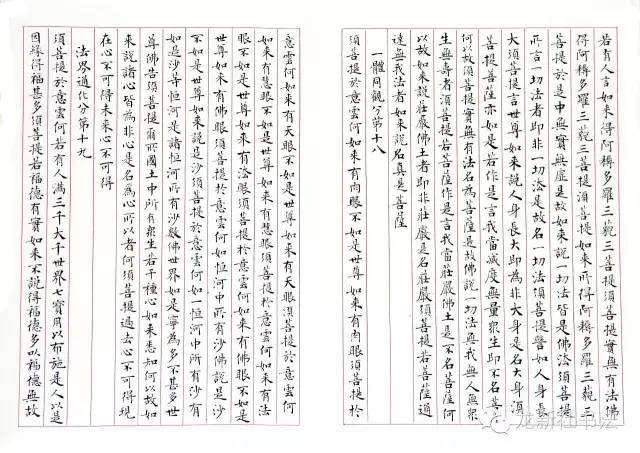 若有人言如來得阿耨多羅三藐三菩提須菩提實無有法佛
得阿耨多羅三藐三菩提須菩提如來所得阿耨多羅三藐三
菩提於是中無實無虛是故如來說一切法皆是佛法須菩提
所言一切法者即非一切法是故名一切法須菩提譬如人身長
大須菩提言世尊如來說人身長大即為非大身是名大身須
菩提菩薩亦如是若作是言我當滅度無量眾生即不名菩薩
何以故須菩提實無有法名為菩薩是故佛說一切法無我無人無眾
生無壽者須菩提若菩薩作是言我當莊嚴佛土是不名菩薩何
以故如來說莊嚴佛土者即非莊嚴是名莊嚴須菩提若菩薩通
達無我法者如來說名真是菩薩
一體同觀分第十八
須菩提於意雲何如來有肉眼不如是世尊如來有肉眼須菩提於
意雲何如來有天眼不如是世尊如來有天眼須菩提於意雲何
如來有慧眼不如是世尊如來有慧眼須菩提於意雲何如來有法
眼不如是世尊如來有法眼須菩提於意雲何如來有佛眼不如是
世尊如來有佛眼須菩提於意雲何如恒河中所有沙佛說是沙
不如是世尊如來說是沙須菩提於意雲何如一恒河中所有沙有
如是沙等恒河是諸恒河所有沙數佛世界如是寧為多不甚多世
尊佛告須菩提爾所國土中所有眾生若干種心如來悉知何以故如
來說諸心皆為非心是名為心所以者何須菩提過去心不可得現
在心不可得未來心不可得
法界通化分第十九
須菩提於意雲何若有人滿三千大千世界七寶用以布施是人以是
因緣得福甚多須菩提若福德有實如來不說得福德多以福德無故
龙新和书法